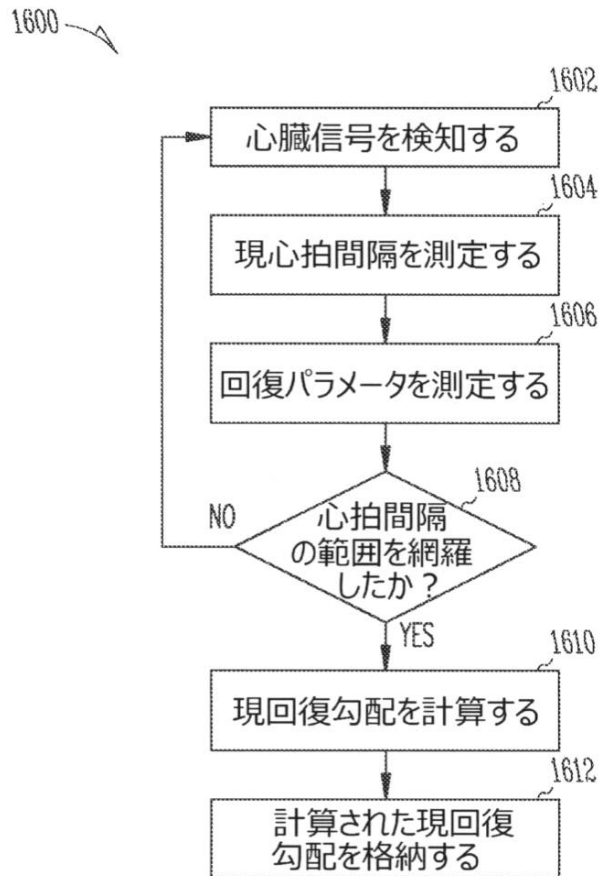 1600
1602
心臓信号を検知する
1604
現心拍間隔を測定する
1606
回復パラメータを測定する
1608
心拍間隔
の範囲を網羅
したか？
NO
YES
1610
現回復勾配を計算する
1612
計算された現回復
勾配を格納する